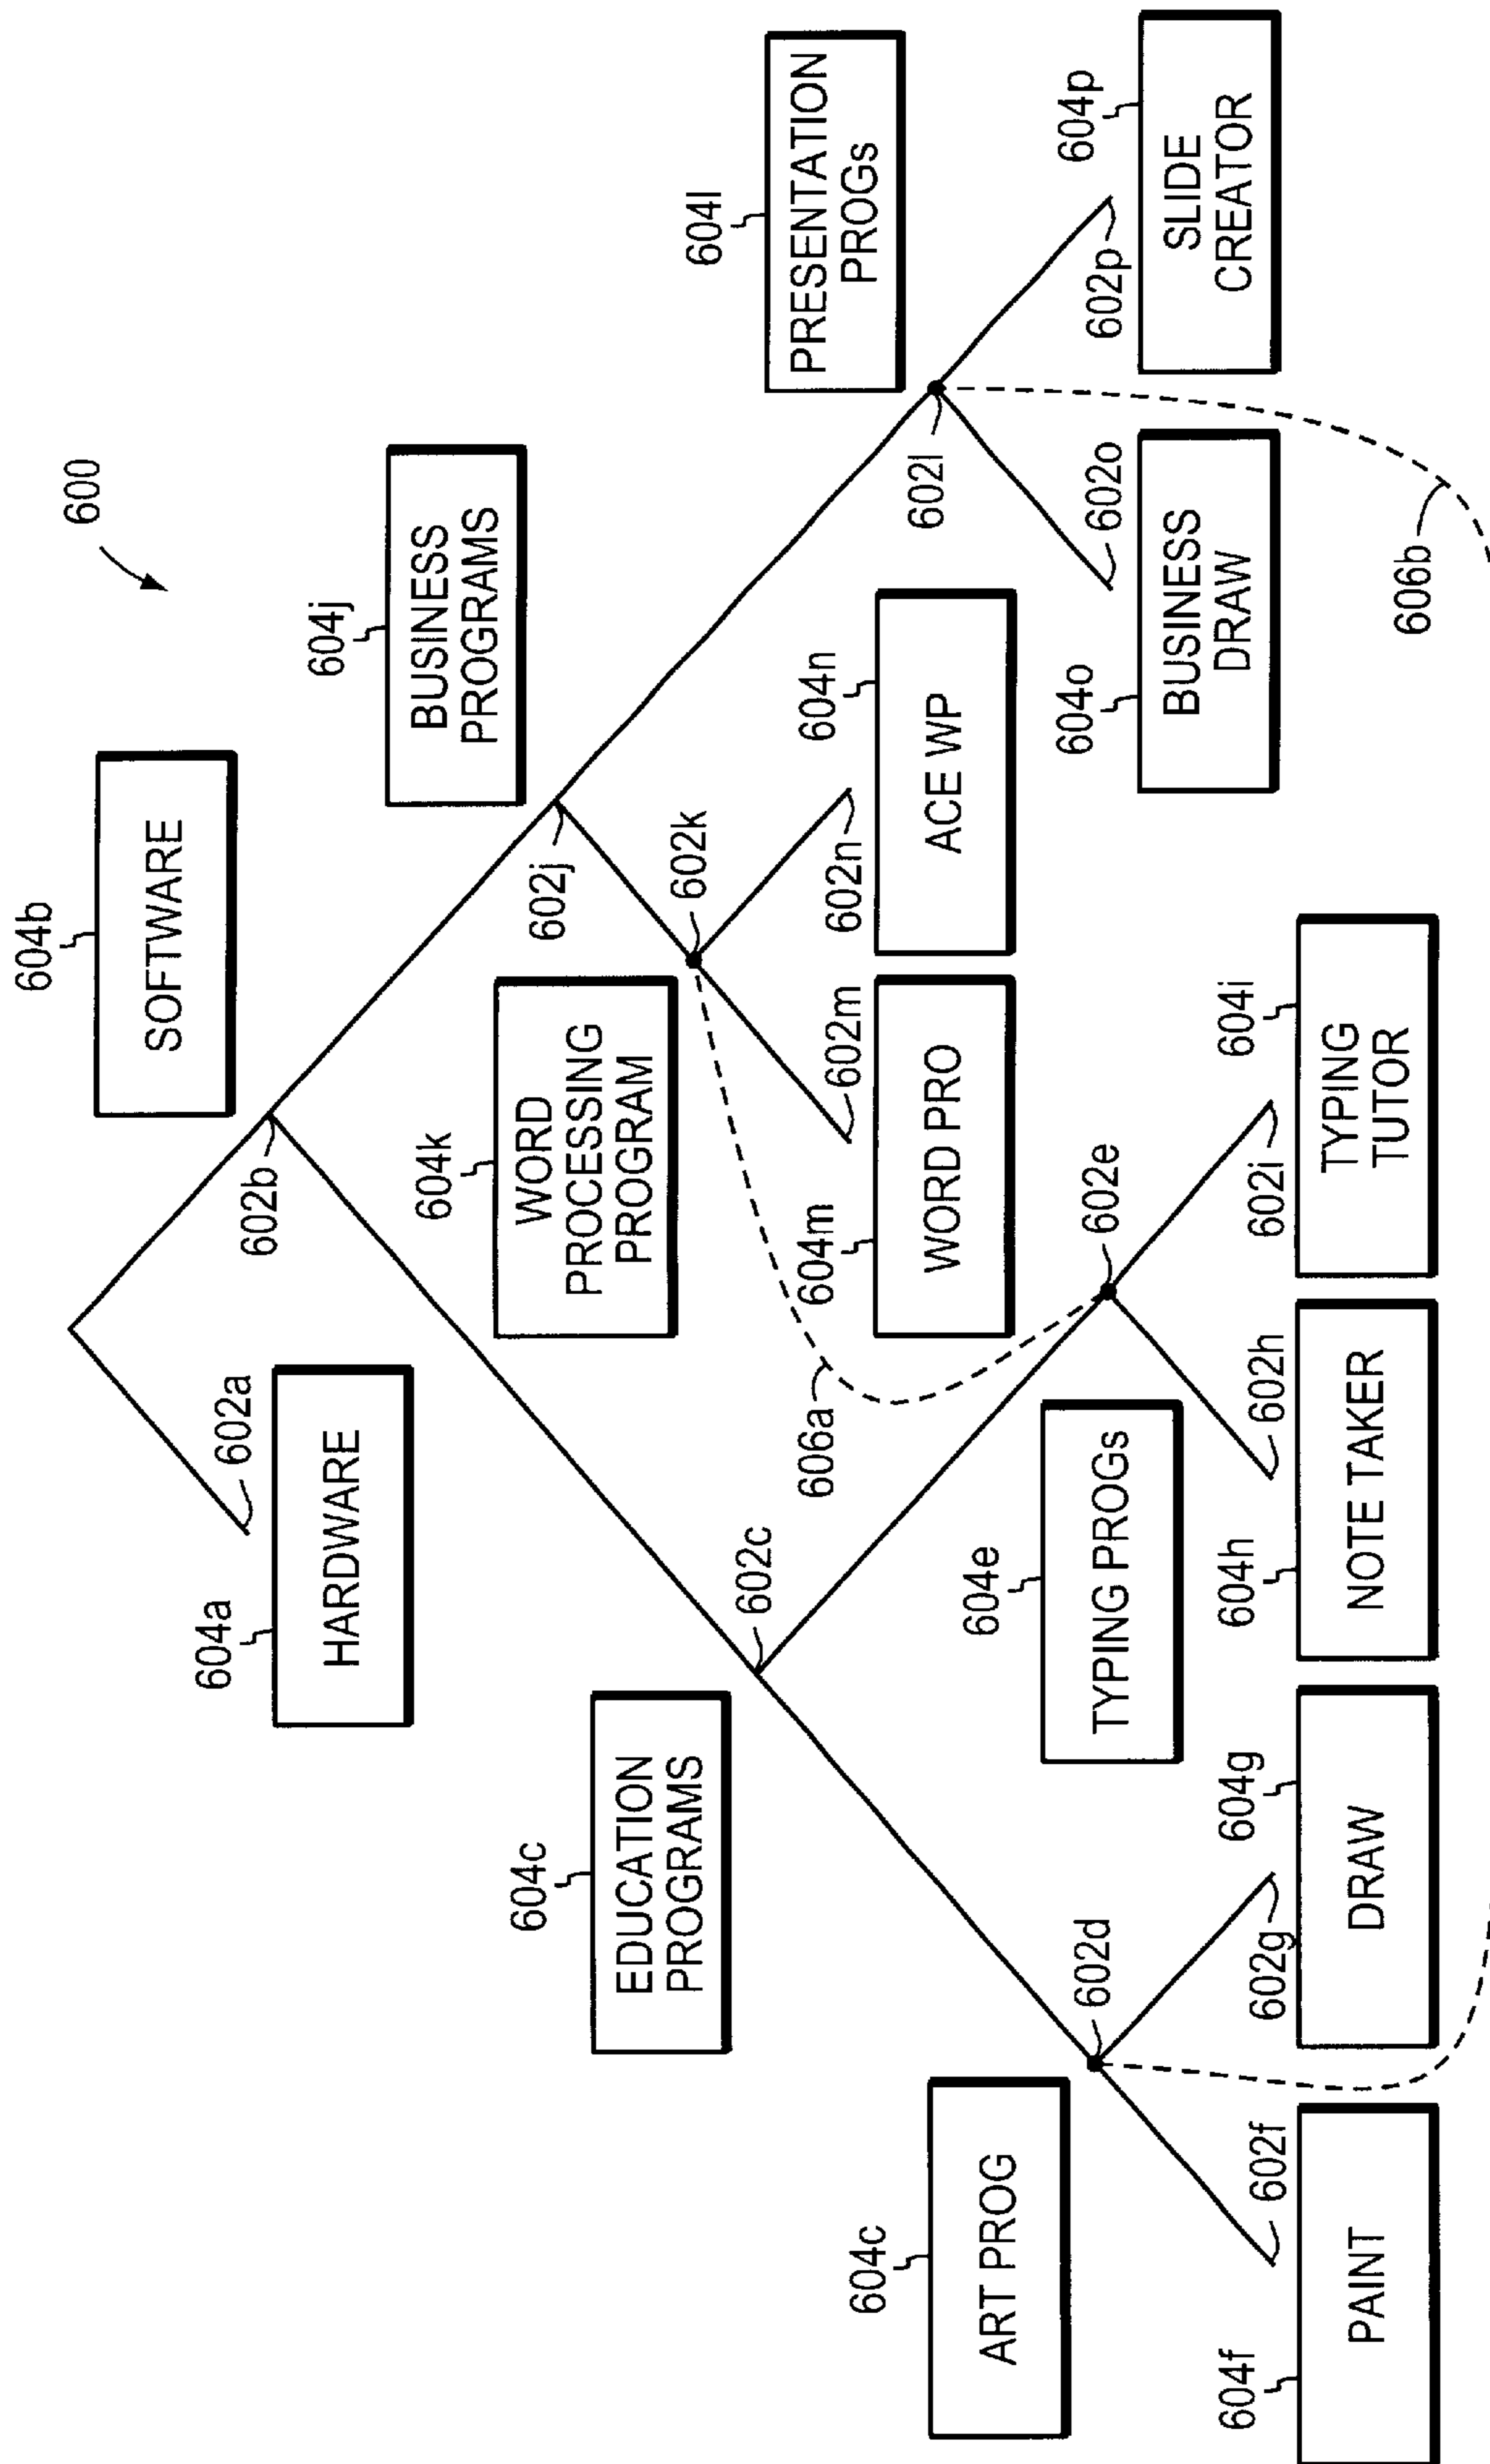 600
604b
SOFTWARE
602b
604a
HARDWARE
602a
604j
BUSINESS
PROGRAMS
602j
604c
EDUCATION
PROGRAMS
602c
604k
WORD
PROCESSING
PROGRAM
602k
604l
PRESENTATION
PROGs
602l
606a
604m
WORD PRO
602m
604n
ACE WP
602n
604c
ART PROG
602d
604e
TYPING PROGs
602e
604o
BUSINESS
DRAW
602o
604p
SLIDE
CREATOR
602p
604f
PAINT
602f
604g
DRAW
602g
604h
NOTE TAKER
602h
604i
TYPING
TUTOR
602i
606b